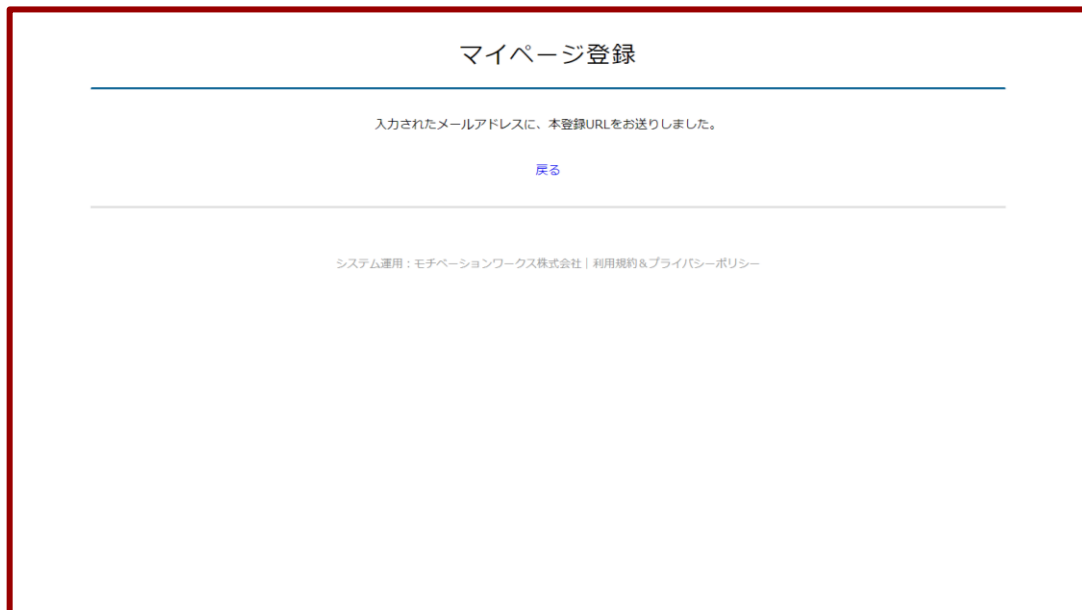 マイページ登録
入力されたメールアドレスに、本登録URLをお送りしました。
戻る
システム運用：モチベーションワークス株式会社｜利用規約＆プライバシーポリシー